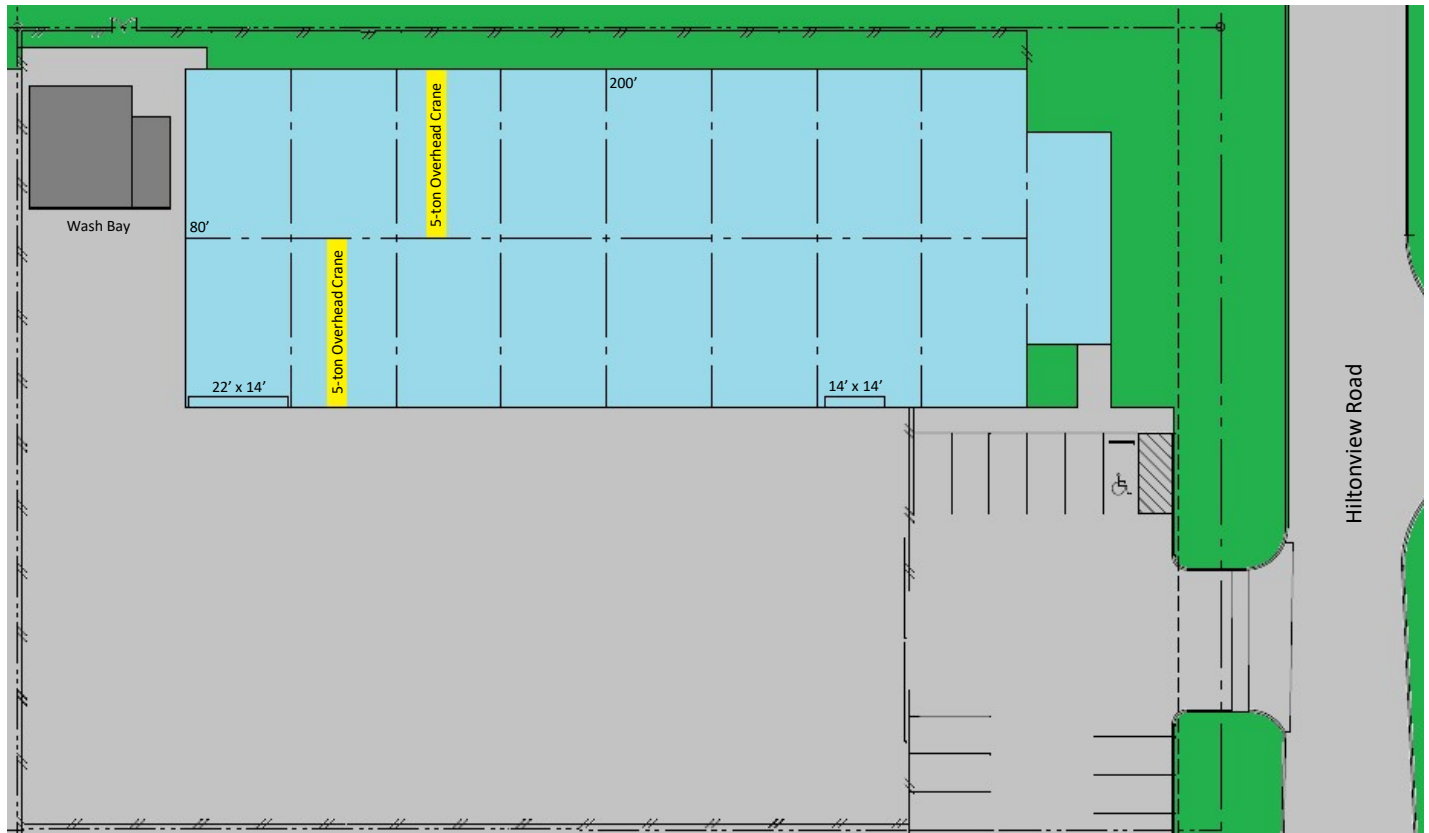 200’
5-ton Overhead Crane
Wash Bay
80’
5-ton Overhead Crane
22’ x 14’
14’ x 14’
Hiltonview Road